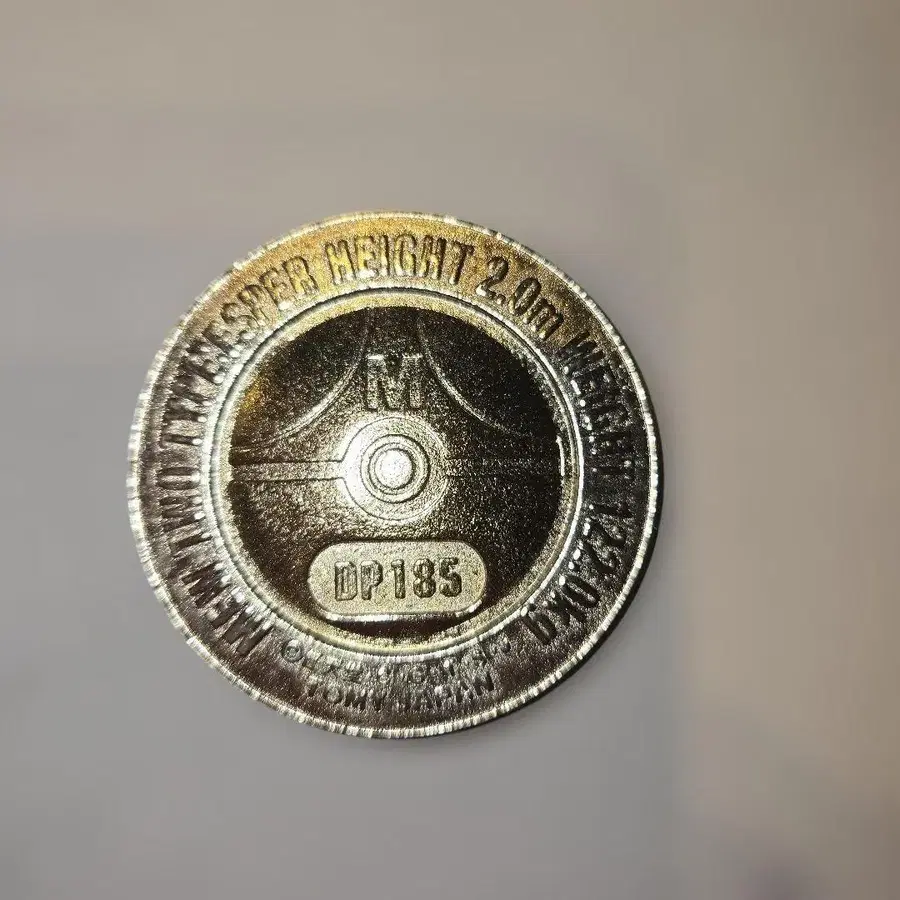 MEWTWO TYPE:ESPER HEIGHT 2.0m WEIGHT 122.0kg
M
DP185
TOMY JAPAN